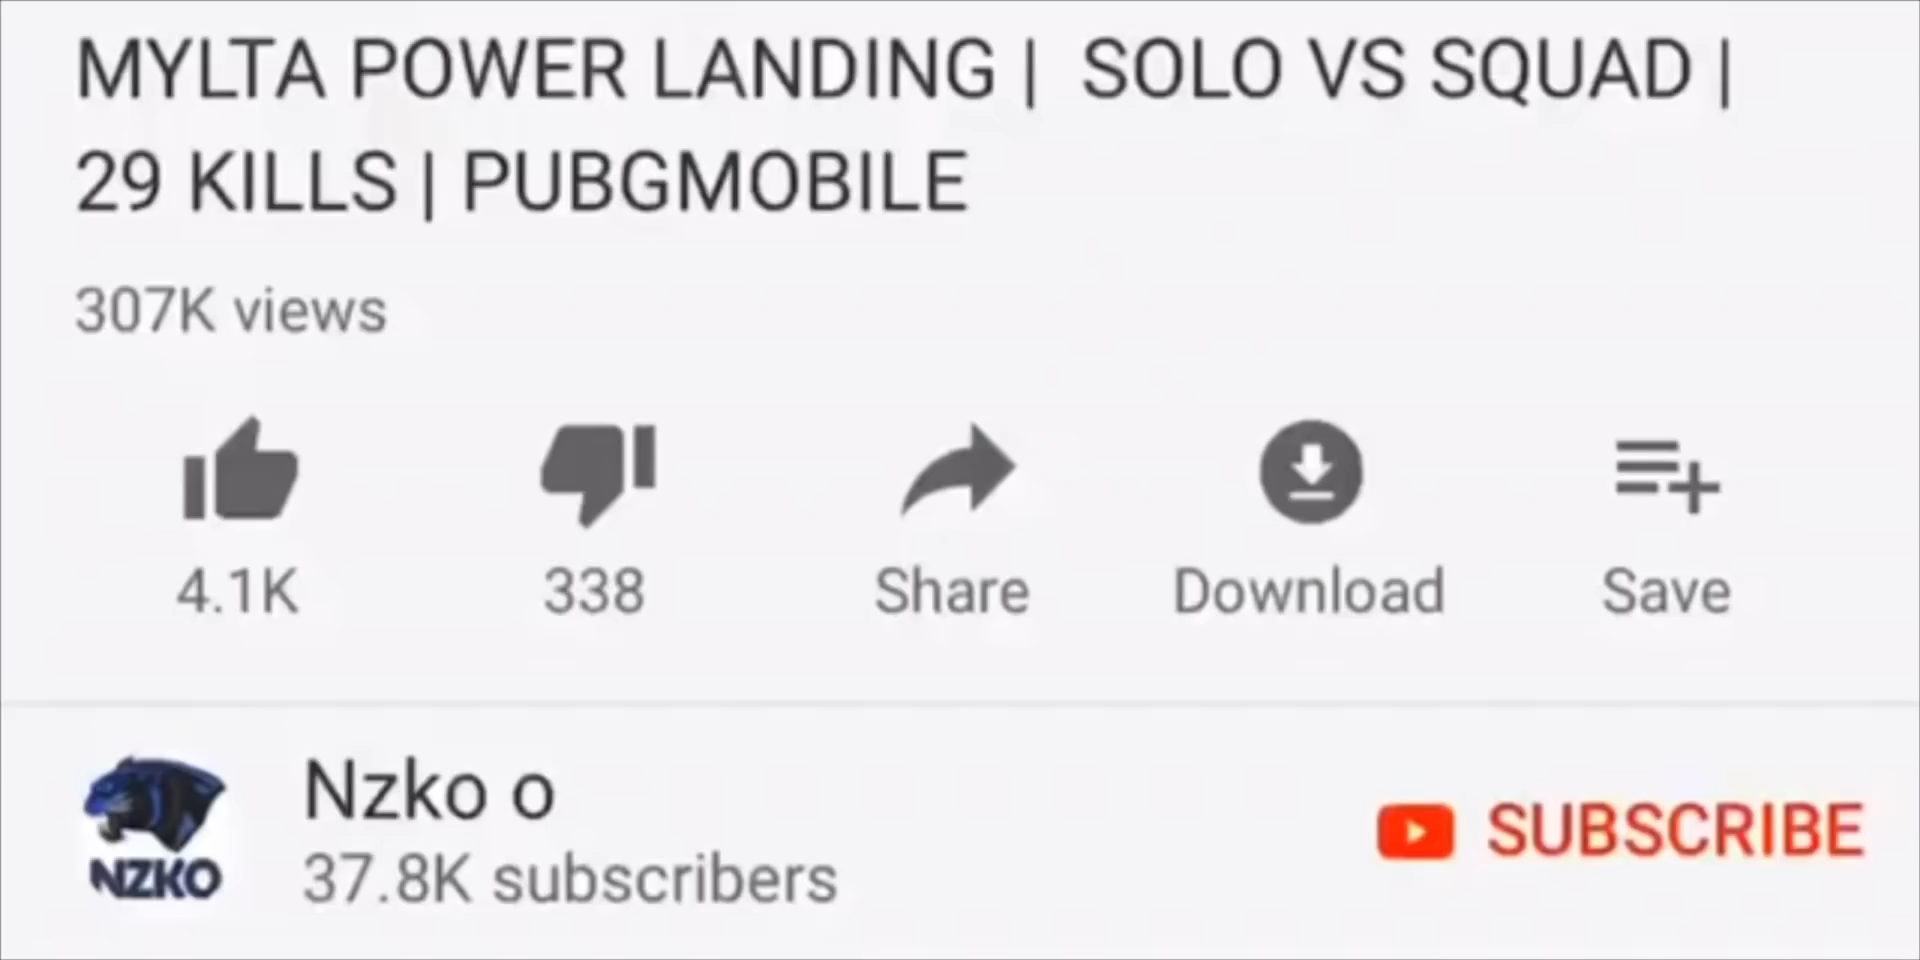 MYLTA POWER LANDING | SOLO VS SQUAD |
29 KILLS | PUBGMOBILE
307K views
4.1K 338 Share Download Save
Nzko o
NZKO
37.8K subscribers
SUBSCRIBE